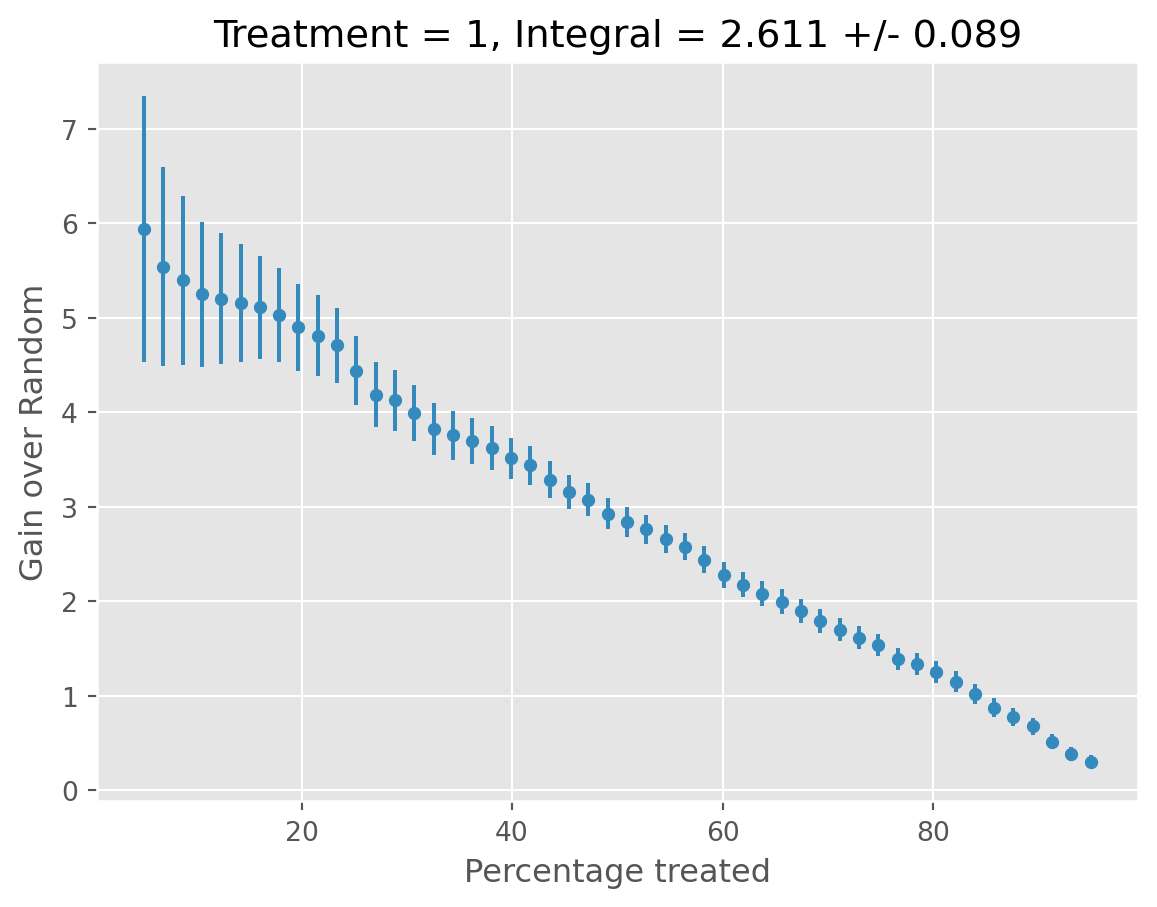 Treatment = 1, Integral = 2.611 +/- 0.089
7
6
5
4
3
2
1
0
Gain over Random
20 40 60 80
Percentage treated